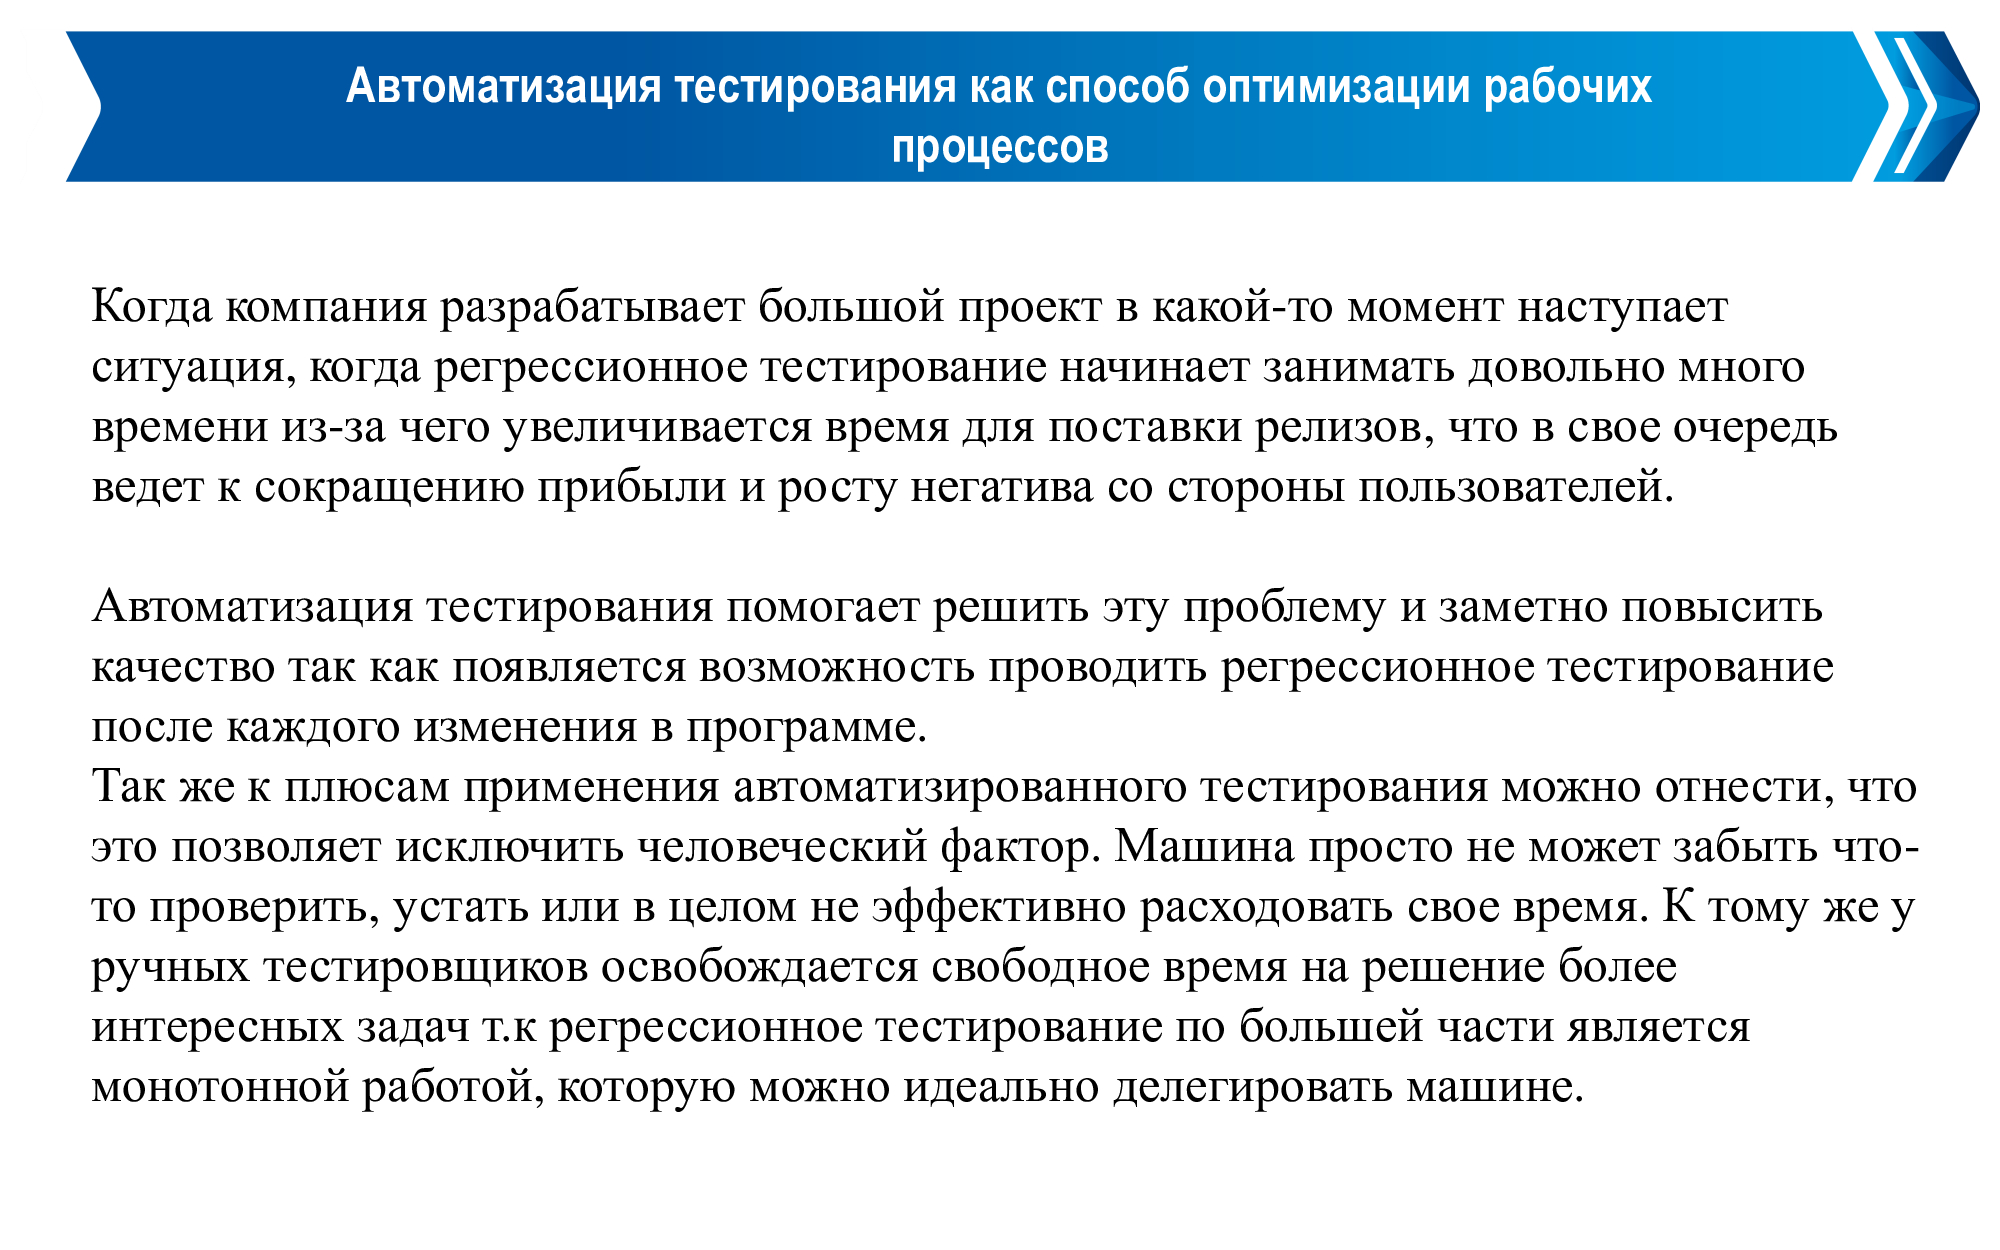 Автоматизация тестирования как способ оптимизации рабочих
процессов
Когда компания разрабатывает большой проект в какой-то момент наступает
ситуация, когда регрессионное тестирование начинает занимать довольно много
времени из-за чего увеличивается время для поставки релизов, что в свое очередь
ведет к сокращению прибыли и росту негатива со стороны пользователей.
Автоматизация тестирования помогает решить эту проблему и заметно повысить
качество так как появляется возможность проводить регрессионное тестирование
после каждого изменения в программе.
Так же к плюсам применения автоматизированного тестирования можно отнести, что
это позволяет исключить человеческий фактор. Машина просто не может забыть что-
то проверить, устать или в целом не эффективно расходовать свое время. К тому же у
ручных тестировщиков освобождается свободное время на решение более
интересных задач т.к регрессионное тестирование по большей части является
монотонной работой, которую можно идеально делегировать машине.